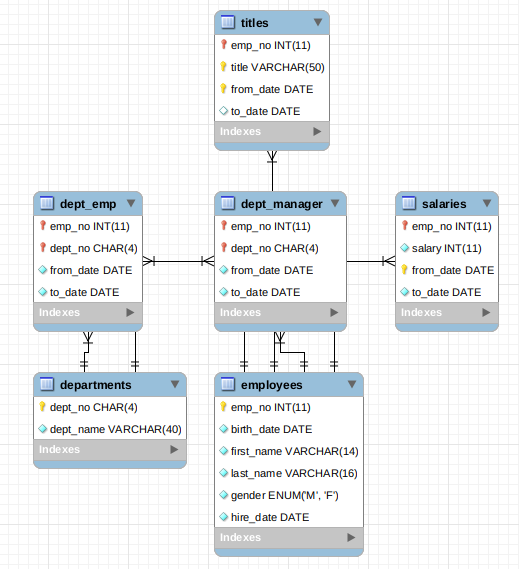 titles
emp_no INT(11)
title VARCHAR(50)
from_date DATE
to_date DATE
Indexes
dept_emp
emp_no INT(11)
dept_no CHAR(4)
from_date DATE
to_date DATE
Indexes
dept_manager
emp_no INT(11)
dept_no CHAR(4)
from_date DATE
to_date DATE
Indexes
salaries
emp_no INT(11)
salary INT(11)
from_date DATE
to_date DATE
Indexes
departments
dept_no CHAR(4)
dept_name VARCHAR(40)
Indexes
employees
emp_no INT(11)
birth_date DATE
first_name VARCHAR(14)
last_name VARCHAR(16)
gender ENUM('M', 'F')
hire_date DATE
Indexes